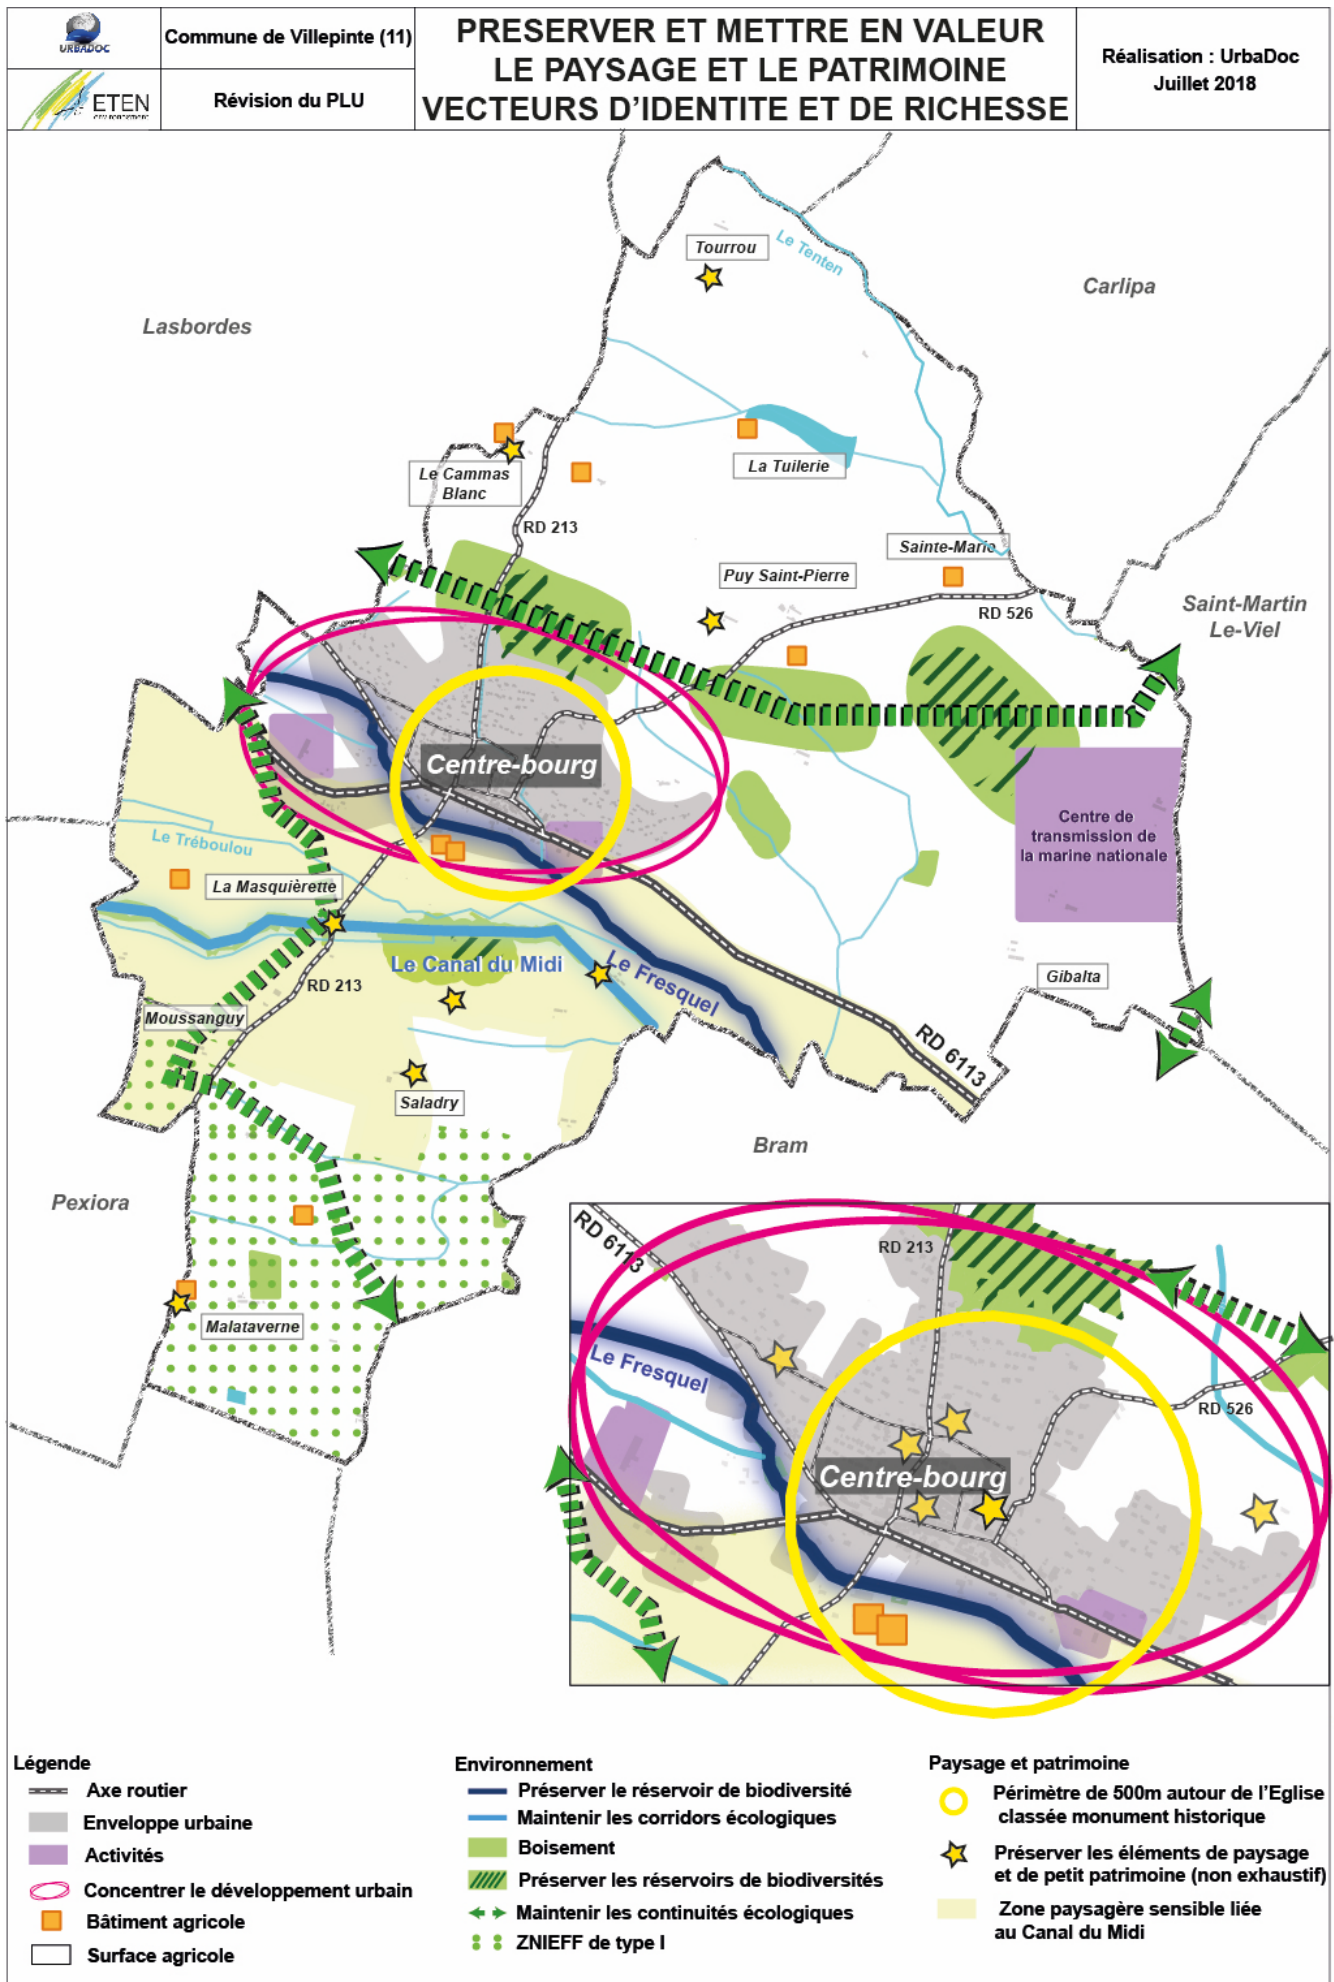 URBADOC
Commune de Villepinte (11)
PRESERVER ET METTRE EN VALEUR
LE PAYSAGE ET LE PATRIMOINE
VECTEURS D'IDENTITE ET DE RICHESSE
Réalisation : UrbaDoc
Juillet 2018
ETEN
environnement
Révision du PLU
Tourrou
Le Tenten
Carlipa
Lasbordes
Le Cammas
Blanc
La Tuilerie
RD 213
Sainte-Marie
Puy Saint-Pierre
RD 526
Saint-Martin
Le-Viel
Centre-bourg
Centre de
transmission de
la marine nationale
Le Tréboulou
La Masquièrette
Le Canal du Midi
Le Fresquel
RD 213
Gibalta
Moussanguy
RD 6113
Saladry
Bram
Pexiora
Malataverne
RD 6113
RD 213
Le Fresquel
RD 526
Centre-bourg
Légende
Axe routier
Enveloppe urbaine
Activités
Concentrer le développement urbain
Bâtiment agricole
Surface agricole
Environnement
Préserver le réservoir de biodiversité
Maintenir les corridors écologiques
Boisement
Préserver les réservoirs de biodiversités
Maintenir les continuités écologiques
ZNIEFF de type I
Paysage et patrimoine
Périmètre de 500m autour de l'Eglise
classée monument historique
Préserver les éléments de paysage
et de petit patrimoine (non exhaustif)
Zone paysagère sensible liée
au Canal du Midi